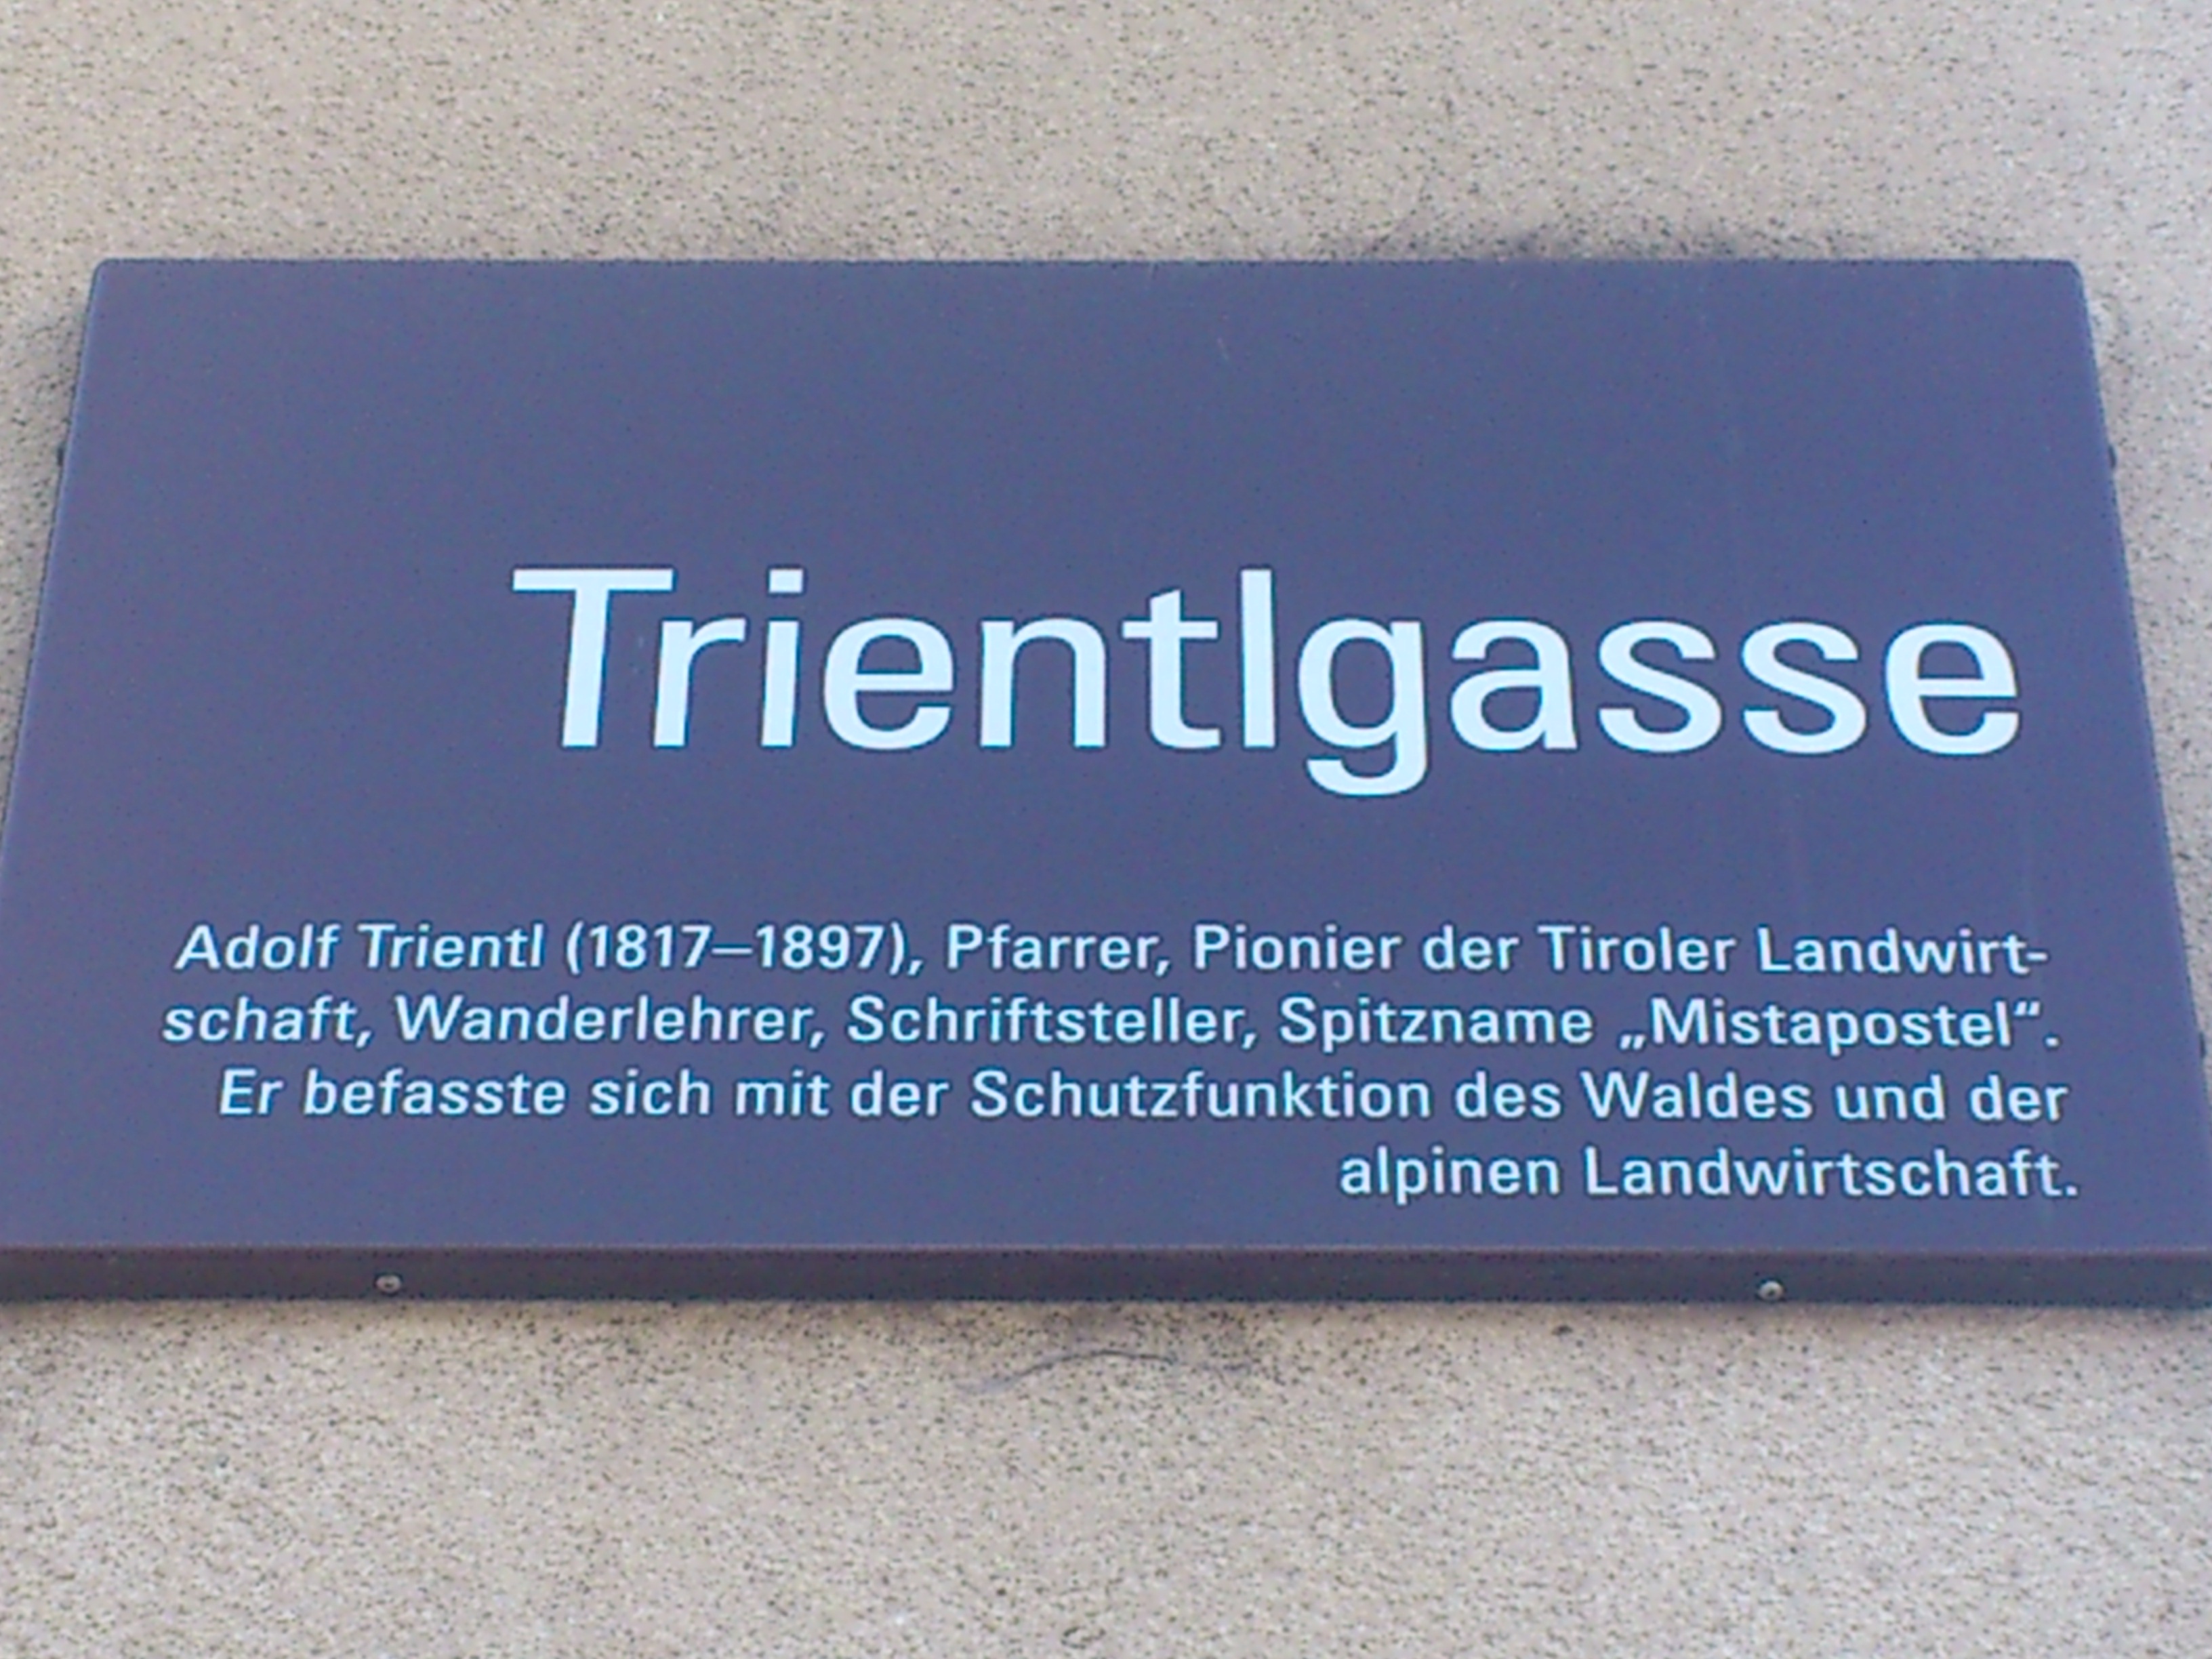 Trientlgasse
Adolf Trientl (1817–1897), Pfarrer, Pionier der Tiroler Landwirt-
schaft, Wanderlehrer, Schriftsteller, Spitzname „Mistapostel“.
Er befasste sich mit der Schutzfunktion des Waldes und der
alpinen Landwirtschaft.